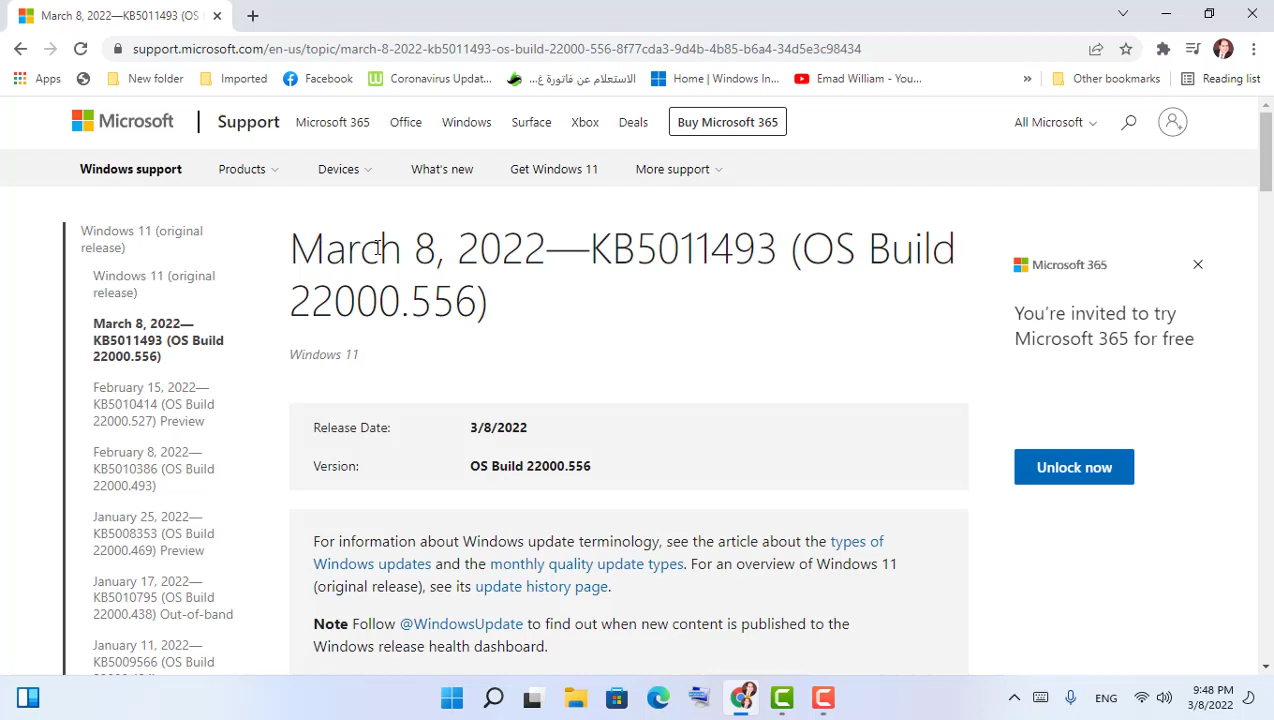 March 8, 2022—KB5011493 (OS
support.microsoft.com/en-us/topic/march-8-2022-kb5011493-os-build-22000-556-8f77cda3-9d4b-4b85-b6a4-34d5e3c98434
Apps New folder Imported Facebook Coronavirus Updat... الاستعلام عن فاتورة غ... Home | Windows In... Emad William - You... » Other bookmarks Reading list
Microsoft Support Microsoft 365 Office Windows Surface Xbox Deals Buy Microsoft 365 All Microsoft
Windows support Products Devices What's new Get Windows 11 More support
Windows 11 (original
release)
Windows 11 (original
release)
March 8, 2022—
KB5011493 (OS Build
22000.556)
February 15, 2022—
KB5010414 (OS Build
22000.527) Preview
February 8, 2022—
KB5010386 (OS Build
22000.493)
January 25, 2022—
KB5008353 (OS Build
22000.469) Preview
January 17, 2022—
KB5010795 (OS Build
22000.438) Out-of-band
January 11, 2022—
KB5009566 (OS Build
March 8, 2022—KB5011493 (OS Build
22000.556)
Windows 11
Release Date: 3/8/2022
Version: OS Build 22000.556
For information about Windows update terminology, see the article about the types of
Windows updates and the monthly quality update types. For an overview of Windows 11
(original release), see its update history page.
Note Follow @WindowsUpdate to find out when new content is published to the
Windows release health dashboard.
Microsoft 365
You're invited to try
Microsoft 365 for free
Unlock now
ENG
9:48 PM
3/8/2022